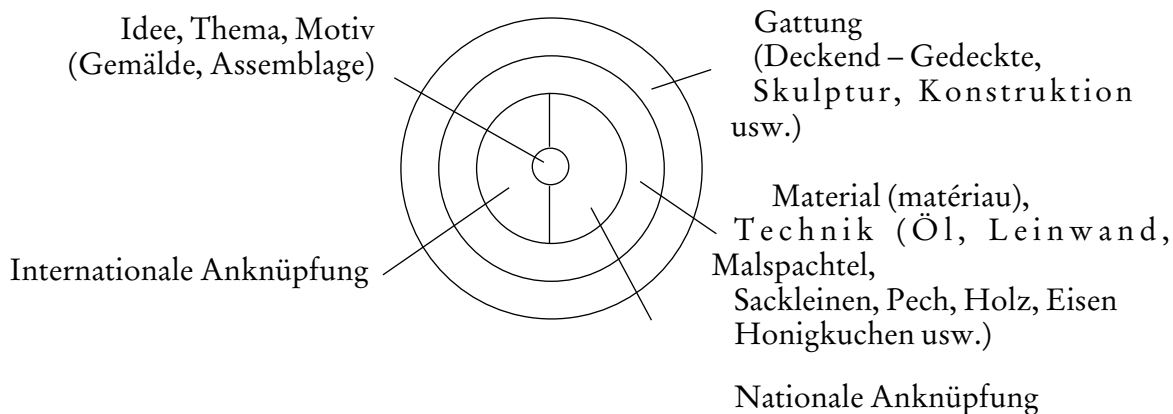 Idee, Thema, Motiv
(Gemälde, Assemblage)
Internationale Anknüpfung
Gattung
(Deckend – Gedeckte,
Skulptur, Konstruktion
usw.)
Material (matériau),
Technik (Öl, Leinwand,
Malspachtel,
Sackleinen, Pech, Holz, Eisen
Honigkuchen usw.)
Nationale Anknüpfung